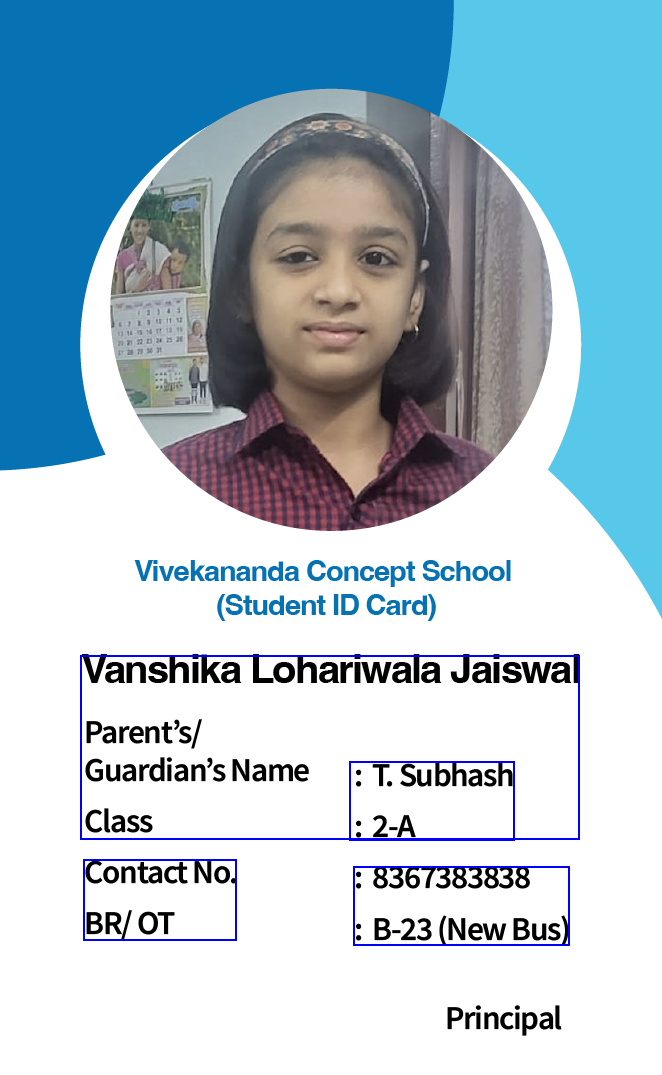 Vivekananda Concept School
(Student ID Card)
Vanshika Lohariwala Jaiswal
Parent's/
Guardian's Name : T. Subhash
Class : 2-A
Contact No. : 8367383838
BR/ OT : B-23 (New Bus)
Principal